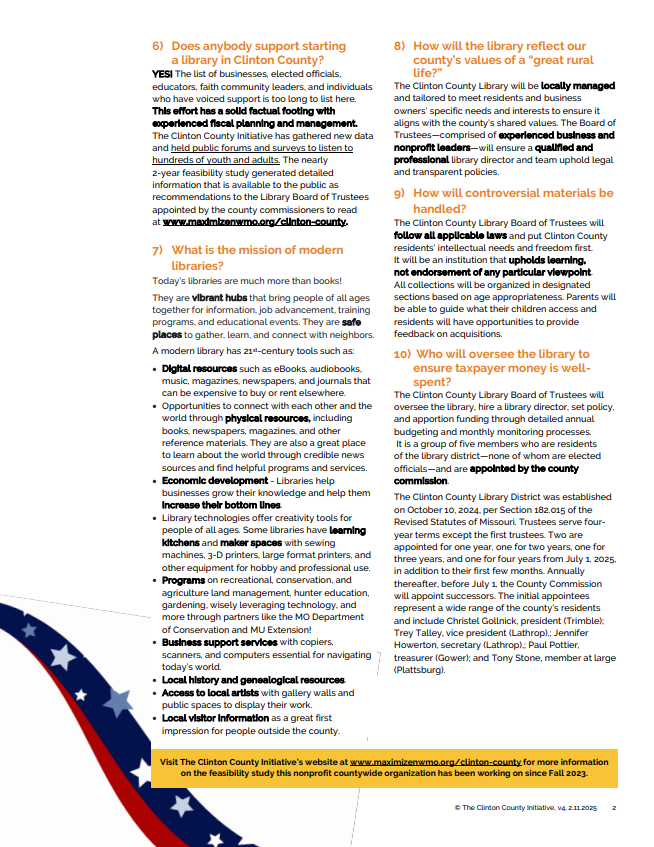 6) Does anybody support starting
a library in Clinton County?
YES! The list of businesses, elected officials,
educators, faith community leaders, and individuals
who have voiced support is too long to list here.
This effort has a solid factual footing with
experienced fiscal planning and management.
The Clinton County Initiative has gathered new data
and held public forums and surveys to listen to
hundreds of youth and adults. The nearly
2-year feasibility study generated detailed
information that is available to the public as
recommendations to the Library Board of Trustees
appointed by the county commissioners to read
at www.maximizenwmo.org/clinton-county.
7) What is the mission of modern
libraries?
Today's libraries are much more than books!
They are vibrant hubs that bring people of all ages
together for information, job advancement, training
programs, and educational events. They are safe
places to gather, learn, and connect with neighbors.
A modern library has 21st-century tools such as:
• Digital resources such as eBooks, audiobooks,
music, magazines, newspapers, and journals that
can be expensive to buy or rent elsewhere.
• Opportunities to connect with each other and the
world through physical resources, including
books, newspapers, magazines, and other
reference materials. They are also a great place
to learn about the world through credible news
sources and find helpful programs and services.
• Economic development - Libraries help
businesses grow their knowledge and help them
increase their bottom lines.
• Library technologies offer creativity tools for
people of all ages. Some libraries have learning
kitchens and maker spaces with sewing
machines, 3-D printers, large format printers, and
other equipment for hobby and professional use.
• Programs on recreational, conservation, and
agriculture land management, hunter education,
gardening, wisely leveraging technology, and
more through partners like the MO Department
of Conservation and MU Extension!
• Business support services with copiers,
scanners, and computers essential for navigating
today's world.
• Local history and genealogical resources.
• Access to local artists with gallery walls and
public spaces to display their work.
• Local visitor information as a great first
impression for people outside the county.
8) How will the library reflect our
county's values of a "great rural
life?"
The Clinton County Library will be locally managed
and tailored to meet residents and business
owners' specific needs and interests to ensure it
aligns with the county's shared values. The Board of
Trustees—comprised of experienced business and
nonprofit leaders—will ensure a qualified and
professional library director and team uphold legal
and transparent policies.
9) How will controversial materials be
handled?
The Clinton County Library Board of Trustees will
follow all applicable laws and put Clinton County
residents' intellectual needs and freedom first.
It will be an institution that upholds learning,
not endorsement of any particular viewpoint.
All collections will be organized in designated
sections based on age appropriateness. Parents will
be able to guide what their children access and
residents will have opportunities to provide
feedback on acquisitions.
10) Who will oversee the library to
ensure taxpayer money is well-
spent?
The Clinton County Library Board of Trustees will
oversee the library, hire a library director, set policy,
and apportion funding through detailed annual
budgeting and monthly monitoring processes.
It is a group of five members who are residents
of the library district—none of whom are elected
officials—and are appointed by the county
commission.
The Clinton County Library District was established
on October 10, 2024, per Section 182.015 of the
Revised Statutes of Missouri. Trustees serve four-
year terms except the first trustees. Two are
appointed for one year, one for two years, one for
three years, and one for four years from July 1, 2025,
in addition to their first few months. Annually
thereafter, before July 1, the County Commission
will appoint successors. The initial appointees
represent a wide range of the county's residents
and include Christel Gollnick, president (Trimble);
Trey Talley, vice president (Lathrop),; Jennifer
Howerton, secretary (Lathrop),; Paul Pottier,
treasurer (Gower); and Tony Stone, member at large
(Plattsburg).
Visit The Clinton County Initiative's website at www.maximizenwmo.org/clinton-county for more information
on the feasibility study this nonprofit countywide organization has been working on since Fall 2023.
© The Clinton County Initiative, v4, 2.11.2025 2